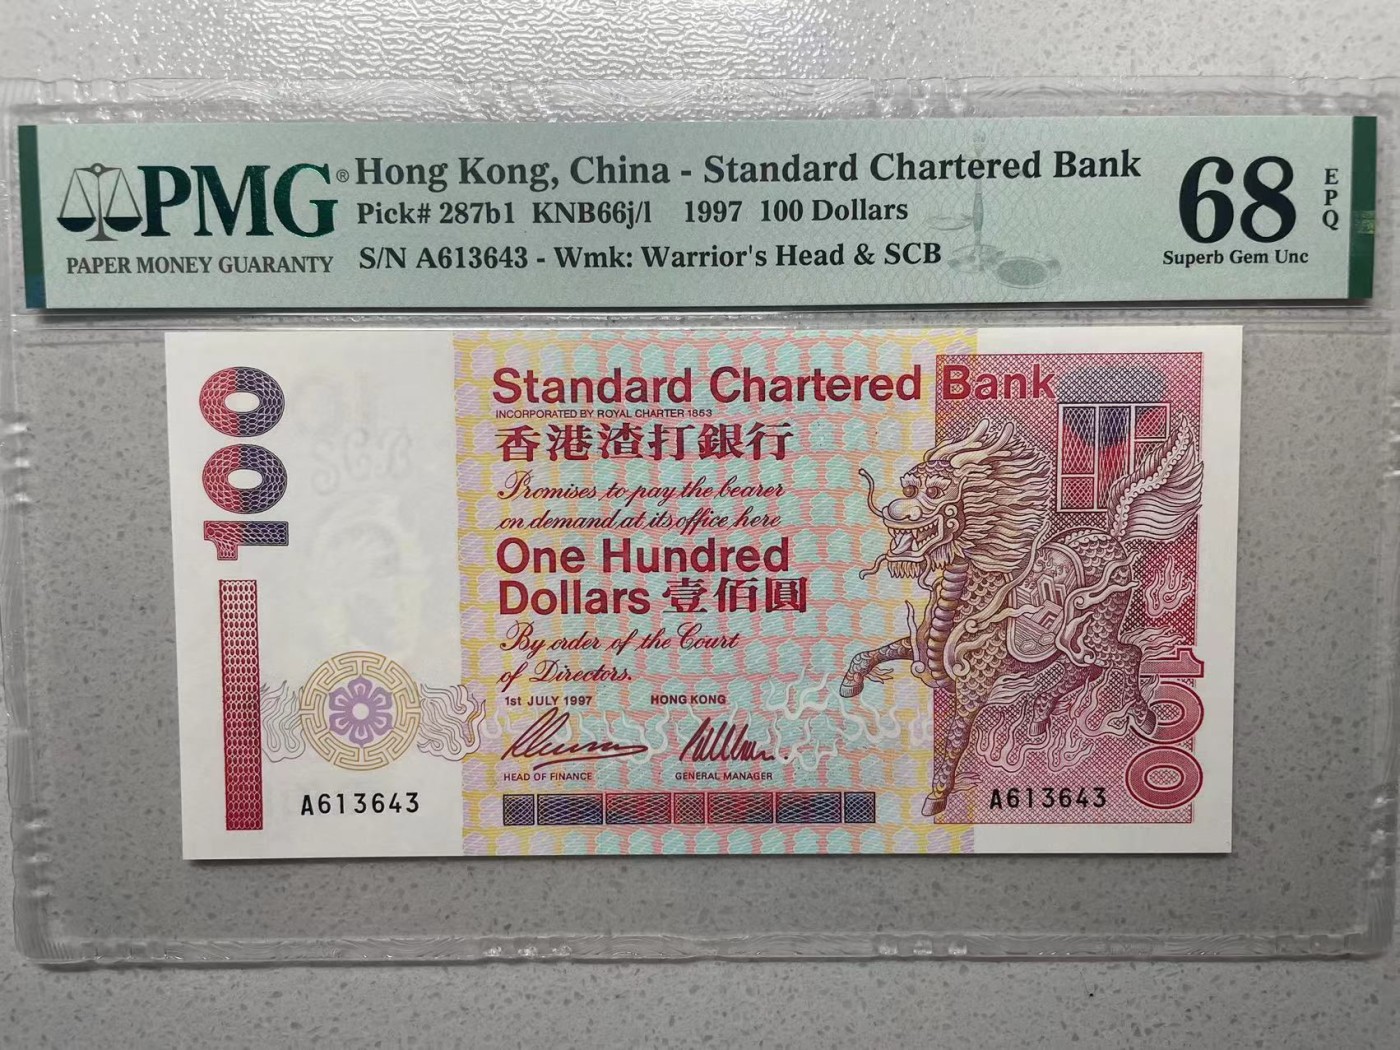 PMG®
PAPER MONEY GUARANTY
Hong Kong, China - Standard Chartered Bank
Pick# 287b1 KNB66j/l 1997 100 Dollars
S/N A613643 - Wmk: Warrior's Head & SCB
68
EPQ
Superb Gem Unc
100
Standard Chartered Bank
INCORPORATED BY ROYAL CHARTER 1853
香港渣打銀行
Promises to pay the bearer
on demand at its office here
One Hundred
Dollars 壹佰圓
By order of the Court
of Directors.
1st JULY 1997 HONG KONG
HEAD OF FINANCE GENERAL MANAGER
A613643
A613643
100